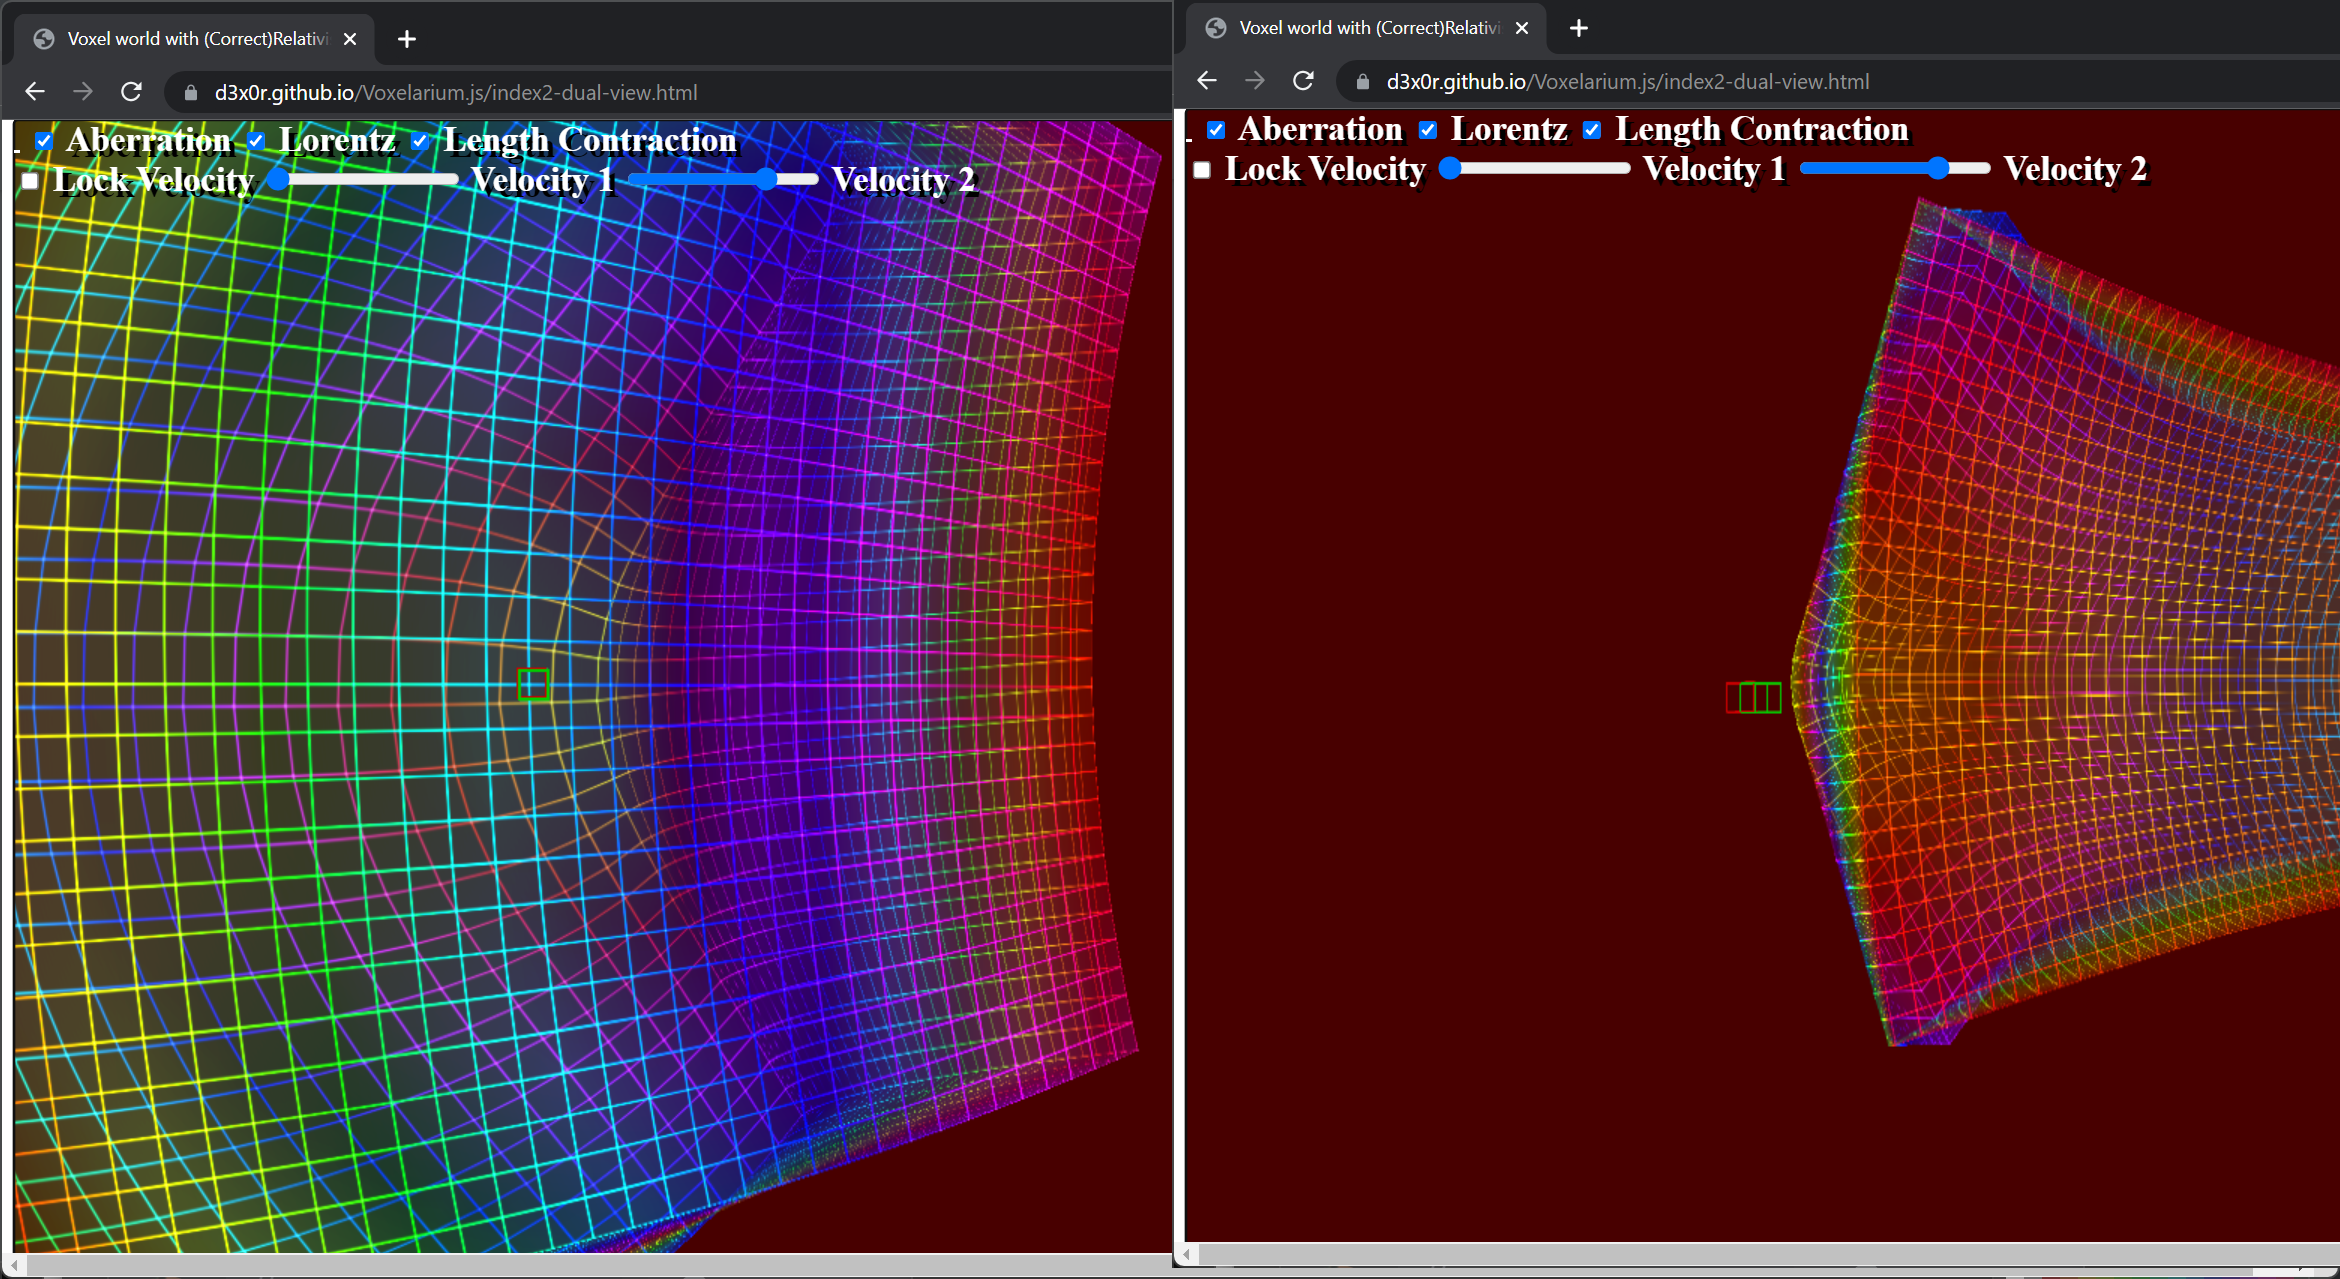 Voxel world with (Correct)Relativi
d3x0r.github.io/Voxelarium.js/index2-dual-view.html
Aberration Lorentz Length Contraction
Lock Velocity Velocity 1 Velocity 2
Voxel world with (Correct)Relativi
d3x0r.github.io/Voxelarium.js/index2-dual-view.html
Aberration Lorentz Length Contraction
Lock Velocity Velocity 1 Velocity 2